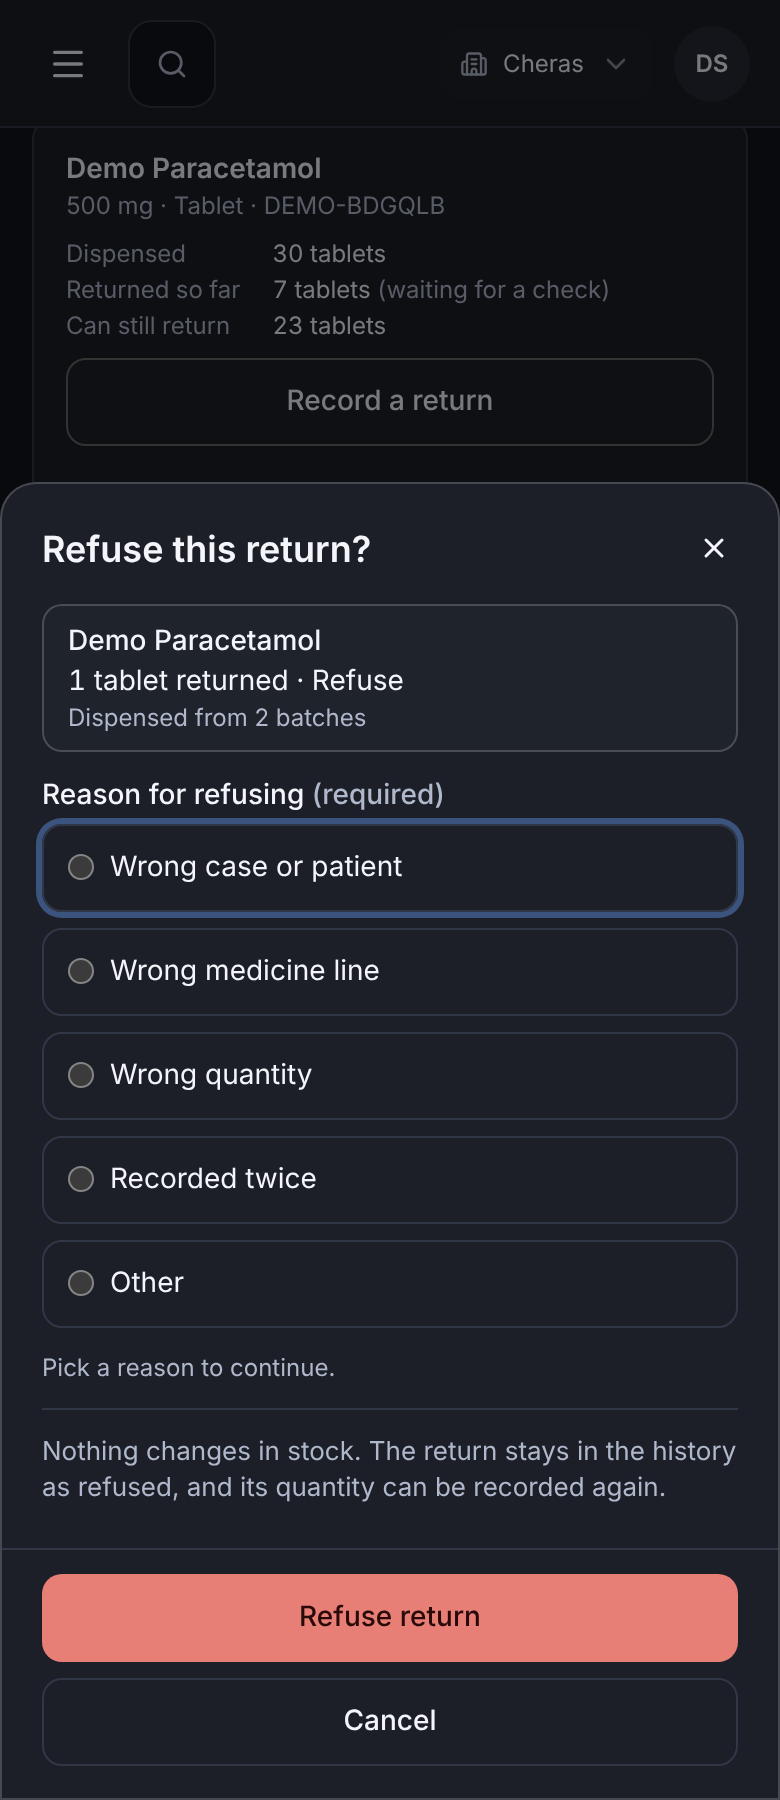 Cheras
DS
Demo Paracetamol
500 mg · Tablet · DEMO-BDGQLB
Dispensed 30 tablets
Returned so far 7 tablets (waiting for a check)
Can still return 23 tablets
Record a return
Refuse this return?
Demo Paracetamol
1 tablet returned · Refuse
Dispensed from 2 batches
Reason for refusing (required)
Wrong case or patient
Wrong medicine line
Wrong quantity
Recorded twice
Other
Pick a reason to continue.
Nothing changes in stock. The return stays in the history
as refused, and its quantity can be recorded again.
Refuse return
Cancel